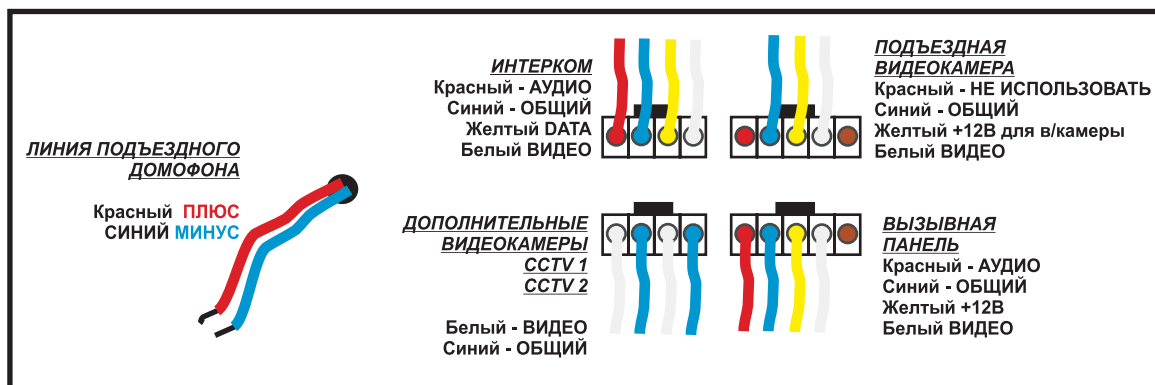 ЛИНИЯ ПОДЪЕЗДНОГО
ДОМОФОНА
Красный ПЛЮС
СИНИЙ МИНУС
ИНТЕРКОМ
Красный - АУДИО
Синий - ОБЩИЙ
Желтый DATA
Белый ВИДЕО
ПОДЪЕЗДНАЯ
ВИДЕОКАМЕРА
Красный - НЕ ИСПОЛЬЗОВАТЬ
Синий - ОБЩИЙ
Желтый +12В для в/камеры
Белый ВИДЕО
ДОПОЛНИТЕЛЬНЫЕ
ВИДЕОКАМЕРЫ
CCTV 1
CCTV 2
Белый - ВИДЕО
Синий - ОБЩИЙ
ВЫЗЫВНАЯ
ПАНЕЛЬ
Красный - АУДИО
Синий - ОБЩИЙ
Желтый +12В
Белый ВИДЕО